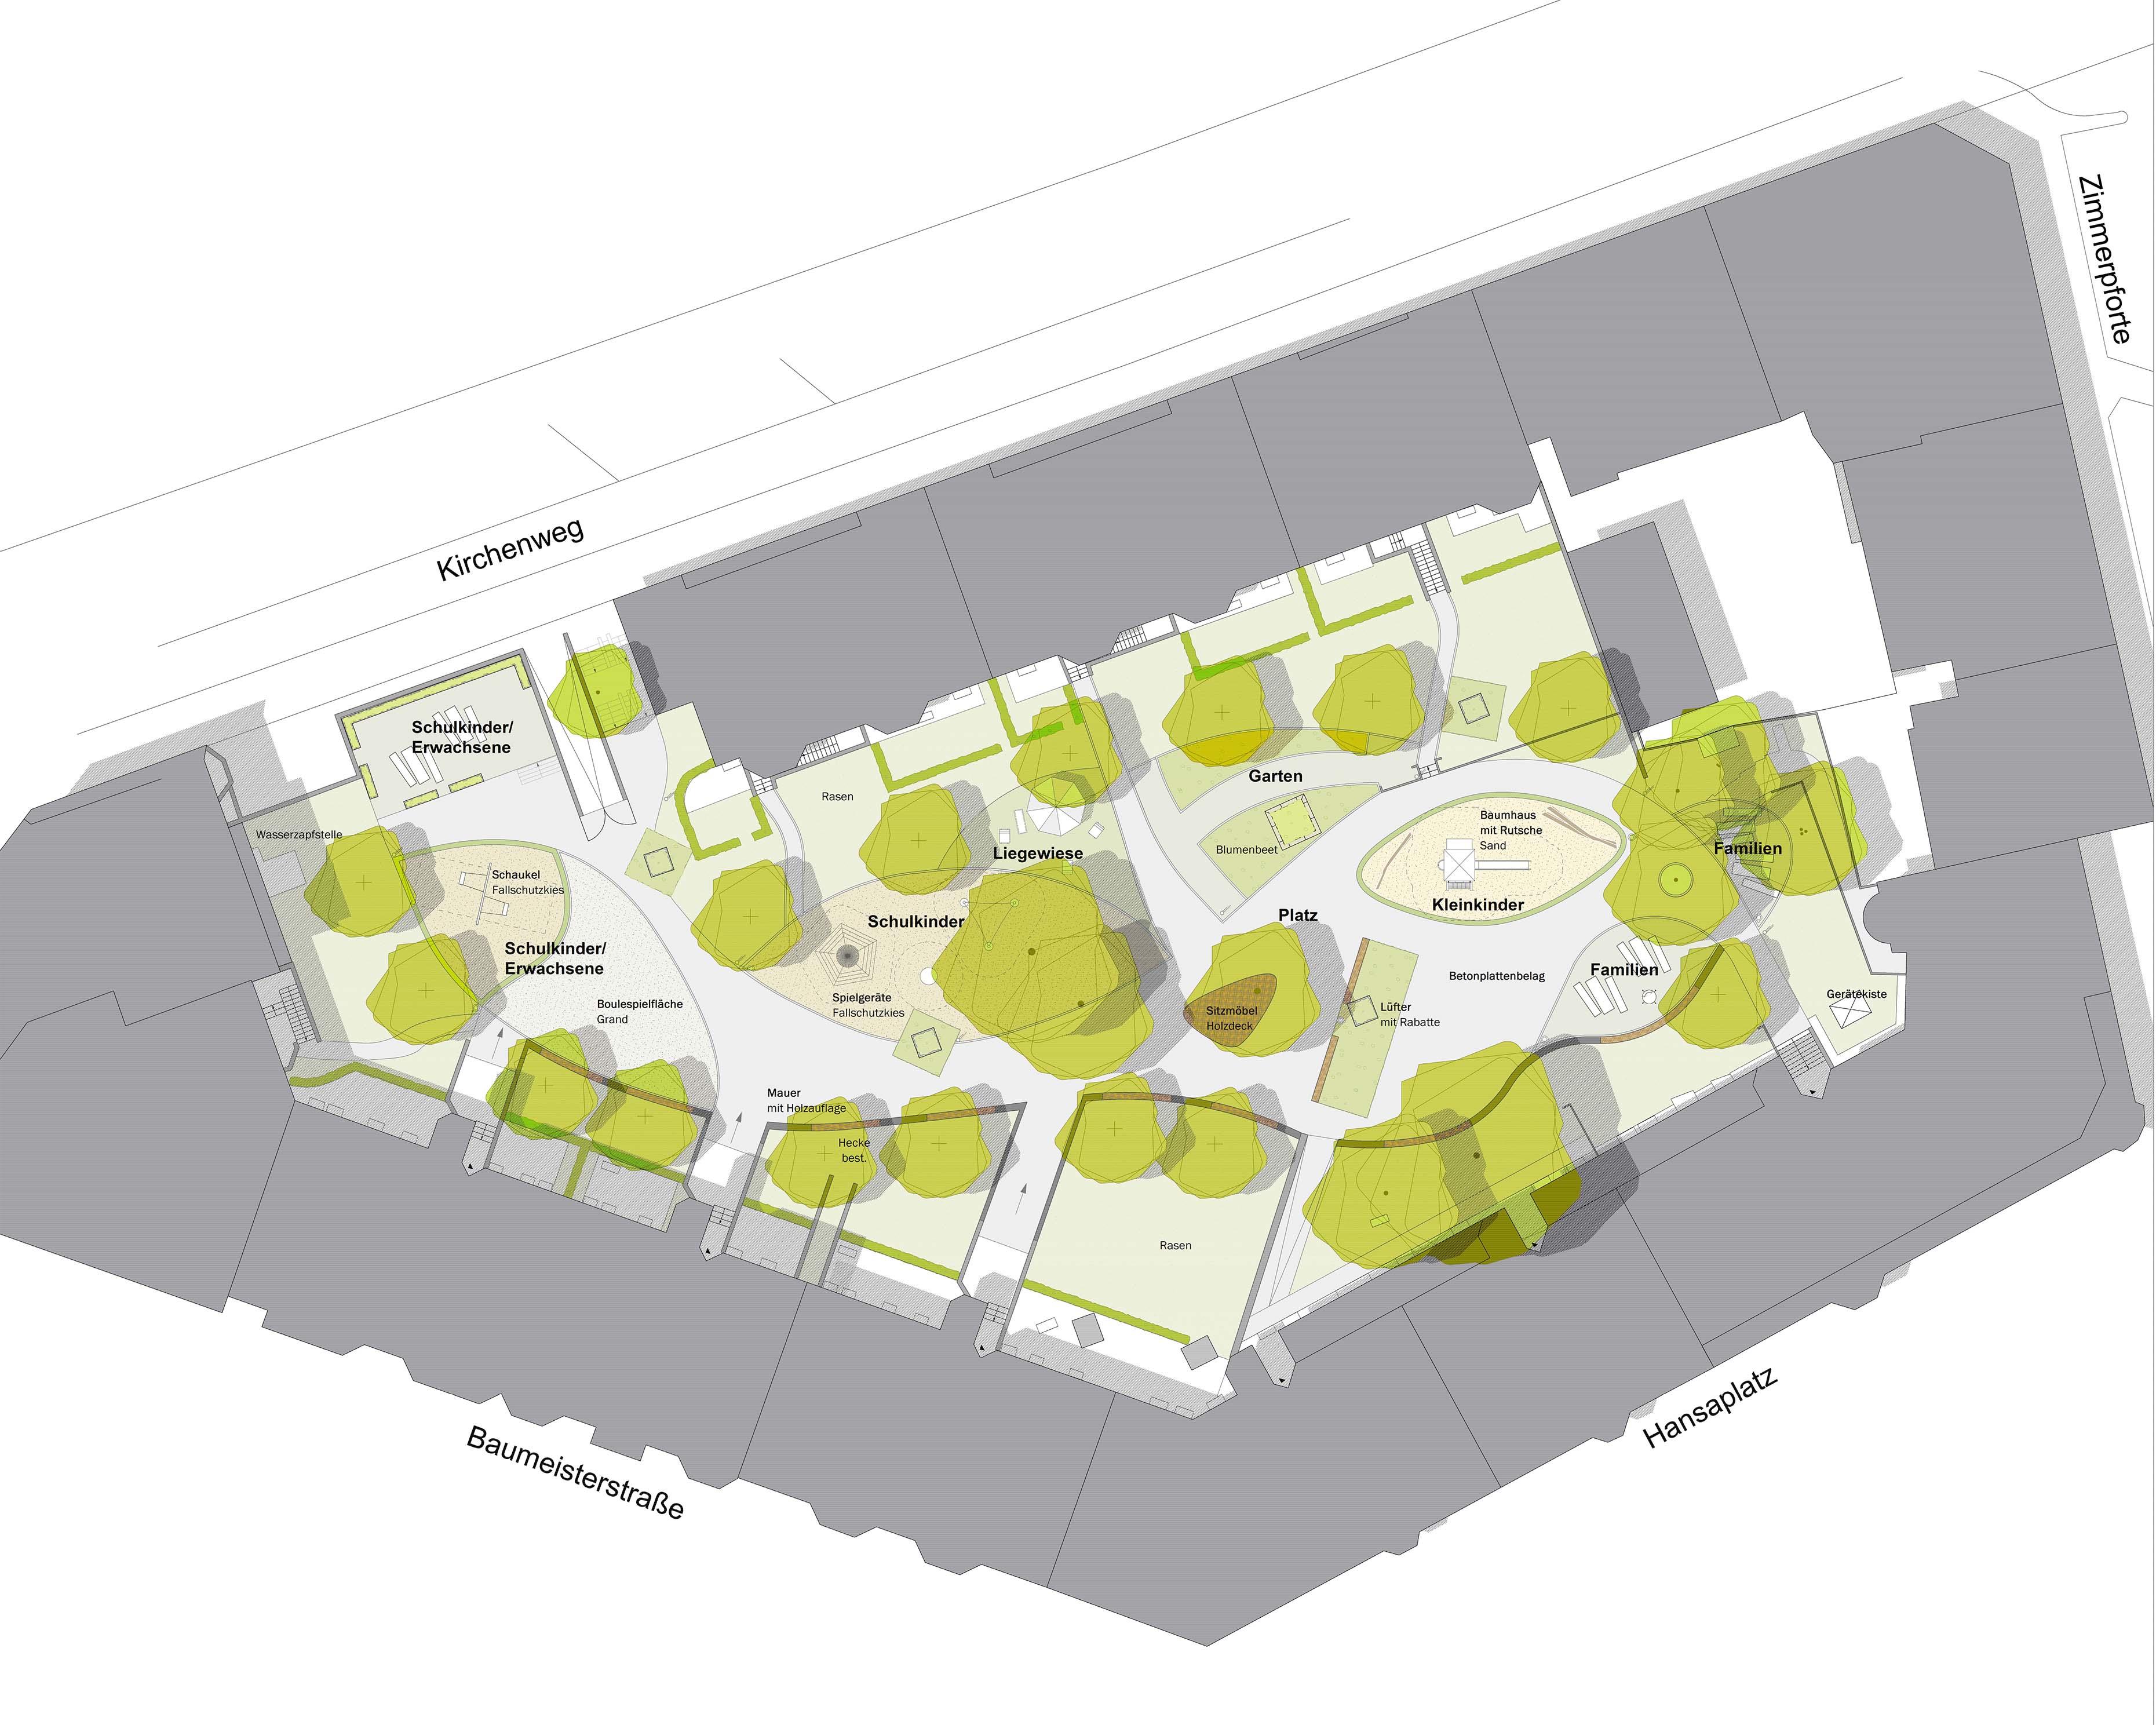 Zimmerpforte
Kirchenweg
Schulkinder/
Erwachsene
Wasserzapfstelle
Rasen
Garten
Liegewiese
Blumenbeet
Baumhaus
mit Rutsche
Sand
Kleinkinder
Familien
Schaukel
Fallschutzkies
Schulkinder/
Erwachsene
Boulespielfläche
Grand
Schulkinder
Spielgeräte
Fallschutzkies
Platz
Sitzmöbel
Holzdeck
Lüfter
mit Rabatte
Betonplattenbelag
Familien
Gerätekiste
Mauer
mit Holzauflage
Hecke
best.
Rasen
Baumeisterstraße
Hansaplatz